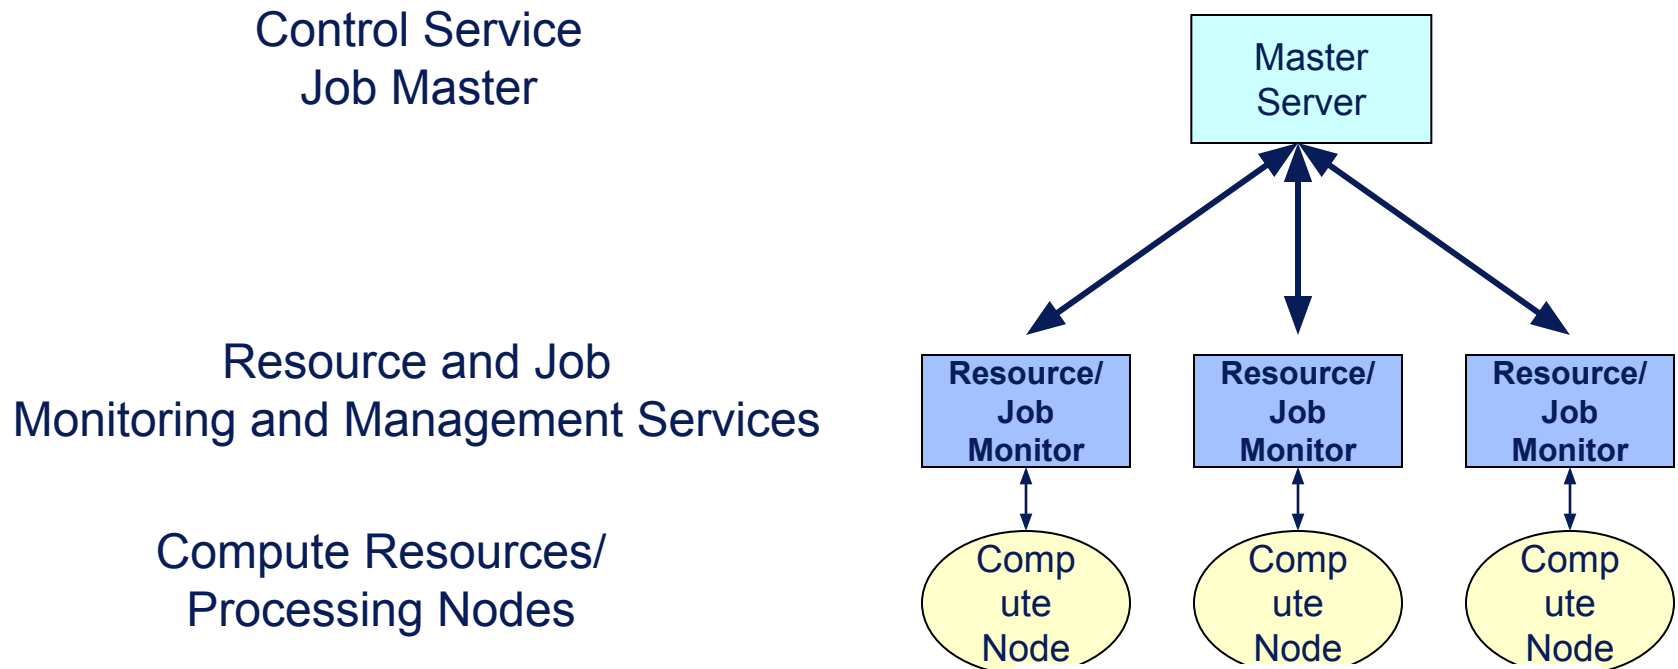 Control Service
Job Master
Master
Server
Resource and Job
Monitoring and Management Services
Resource/
Job
Monitor
Resource/
Job
Monitor
Resource/
Job
Monitor
Compute Resources/
Processing Nodes
Comp
ute
Node
Comp
ute
Node
Comp
ute
Node